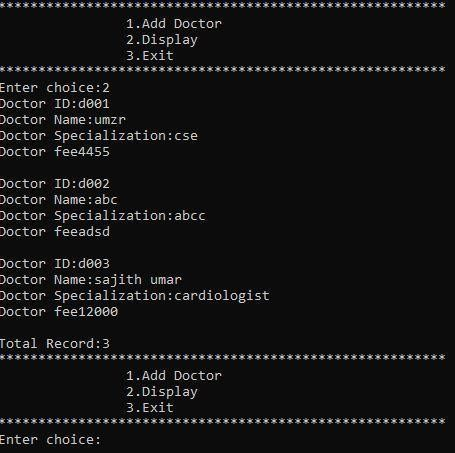 ********************************************************
1.Add Doctor
2.Display
3.Exit
********************************************************
Enter choice:2
Doctor ID:d001
Doctor Name:umzr
Doctor Specialization:cse
Doctor fee4455
Doctor ID:d002
Doctor Name:abc
Doctor Specialization:abcc
Doctor feeadsd
Doctor ID:d003
Doctor Name:sajith umar
Doctor Specialization:cardiologist
Doctor fee12000
Total Record:3
********************************************************
1.Add Doctor
2.Display
3.Exit
********************************************************
Enter choice: